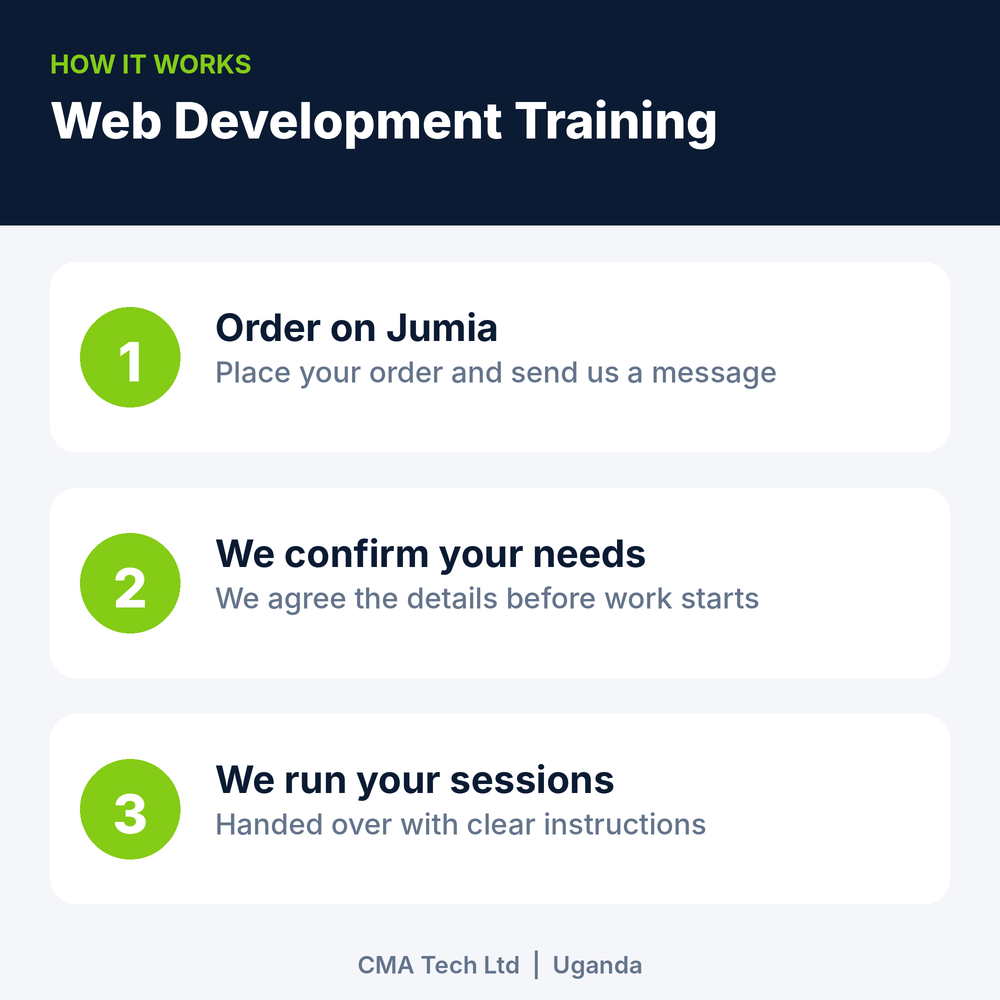 HOW IT WORKS
Web Development Training
1
Order on Jumia
Place your order and send us a message
2
We confirm your needs
We agree the details before work starts
3
We run your sessions
Handed over with clear instructions
CMA Tech Ltd | Uganda